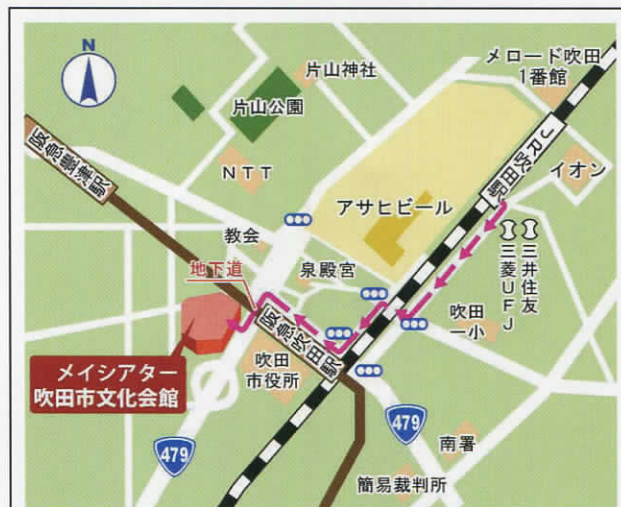 N
メロード吹田
1番館
片山神社
片山公園
阪急豊津駅
JR吹田駅
イオン
NTT
アサヒビール
三井住友
三菱UFJ
教会
泉殿宮
地下道
吹田
一小
阪急吹田駅
メイシアター
吹田市文化会館
吹田
市役所
479
479
南署
簡易裁判所